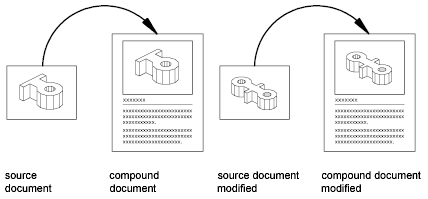 source
document
compound
document
source document
modified
compound document
modified